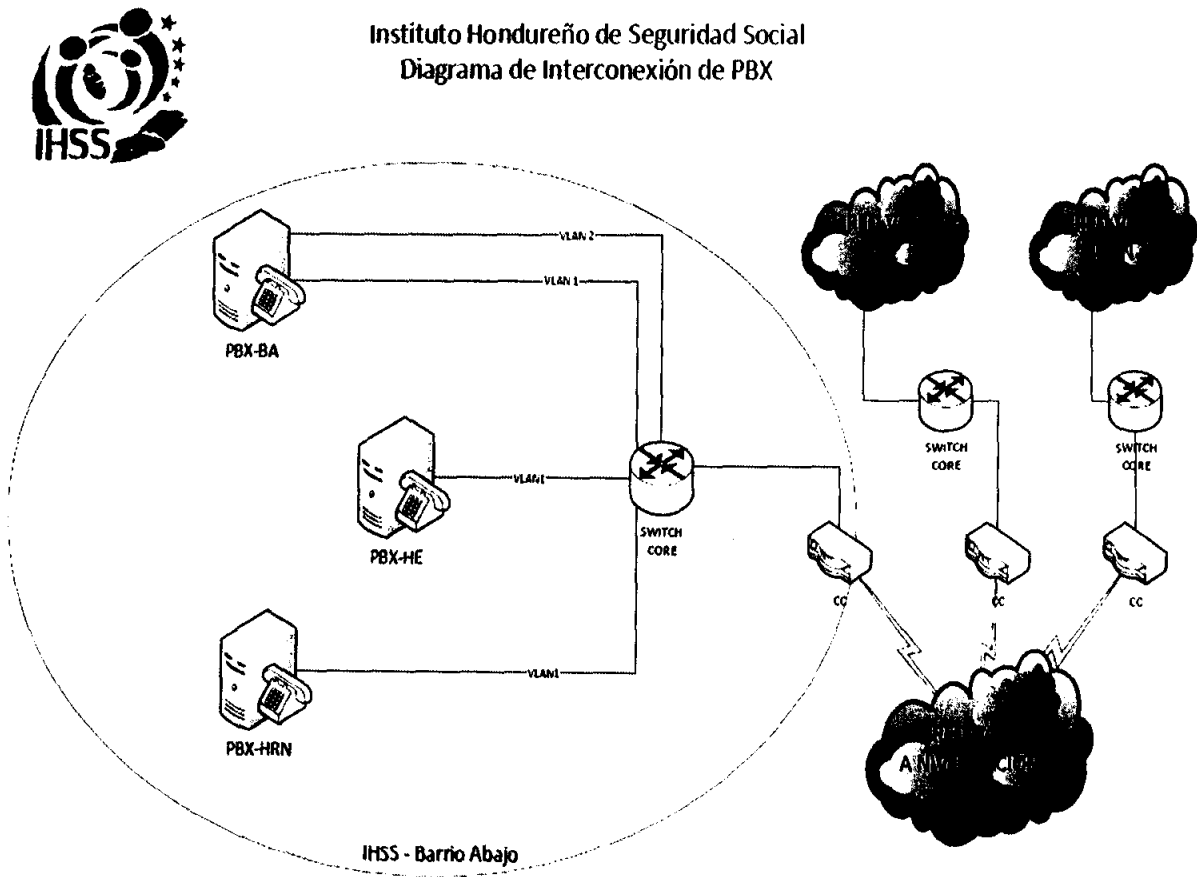 Instituto Hondureño de Seguridad Social
Diagrama de Interconexión de PBX
IHSS
VLAN 2
VLAN 1
PBX-BA
SWITCH
CORE
SWITCH
CORE
VLAN1
PBX-HE
SWITCH
CORE
CC
CC
CC
VLAN1
PBX-HRN
IHSS - Barrio Abajo